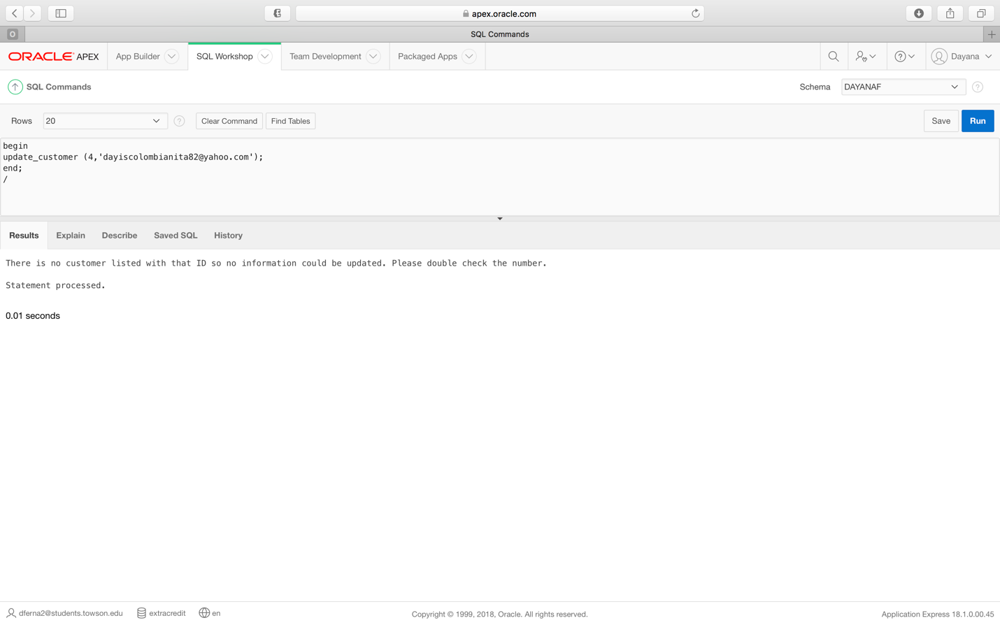 apex.oracle.com
O
SQL Commands
ORACLE APEX App Builder SQL Workshop Team Development Packaged Apps ? Dayana
SQL Commands Schema DAYANAF ?
Rows 20 ? Clear Command Find Tables Save Run
begin
update_customer (4,'dayiscolombianita82@yahoo.com');
end;
/
Results Explain Describe Saved SQL History
There is no customer listed with that ID so no information could be updated. Please double check the number.
Statement processed.
0.01 seconds
dferna2@students.towson.edu extracredit en Copyright © 1999, 2018, Oracle. All rights reserved. Application Express 18.1.0.00.45